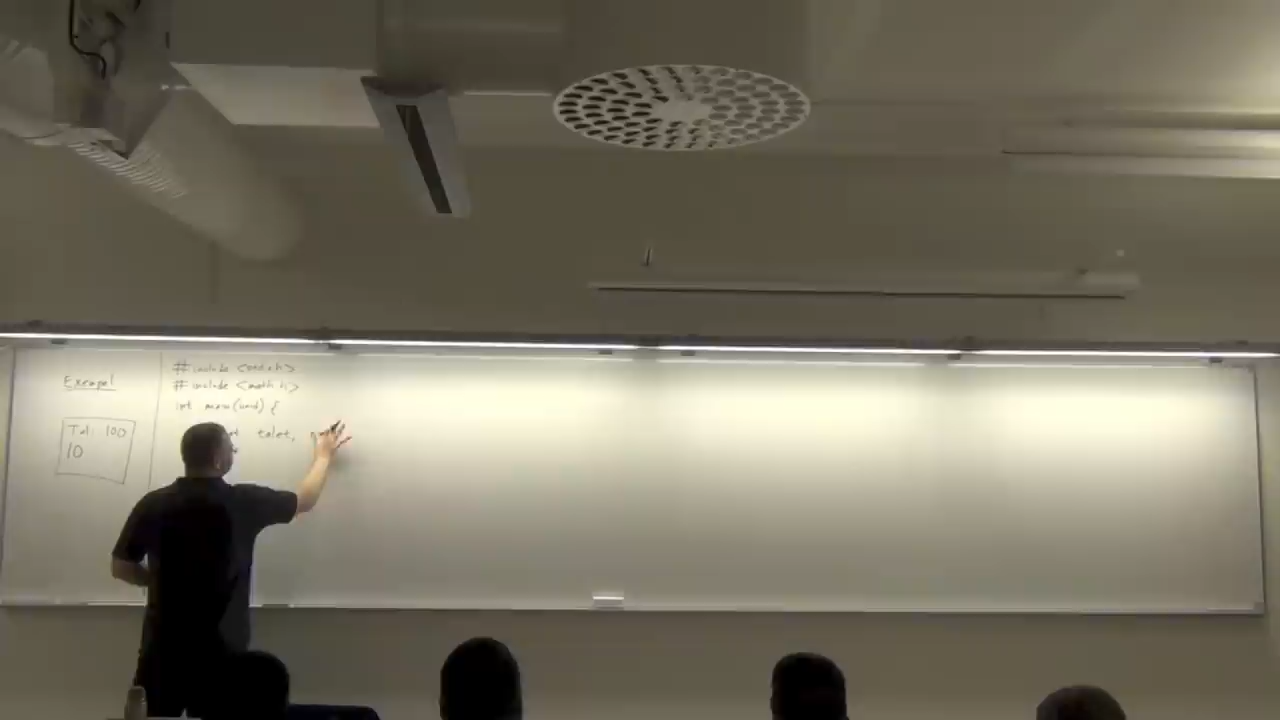 Exempel
Tal: 100
10
#include <stdio.h>
#include <math.h>
int main(void) {
talet,